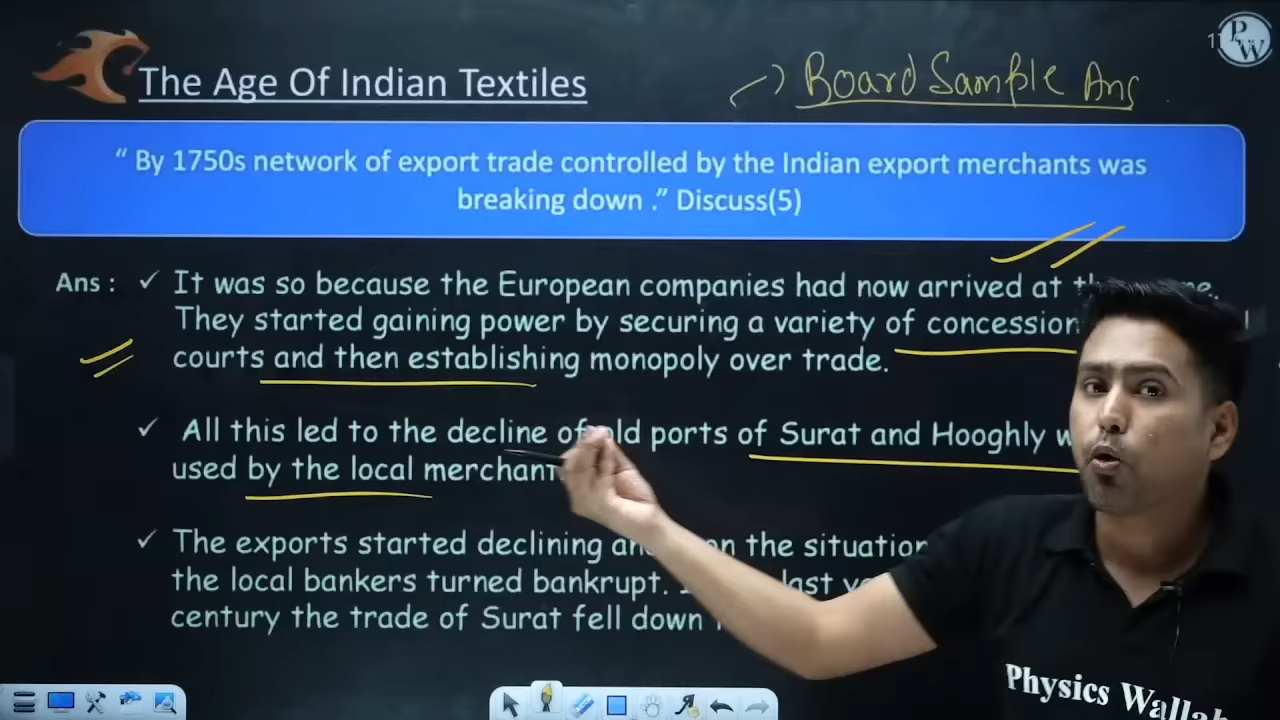 The Age Of Indian Textiles
Board Sample Ans
PW
“ By 1750s network of export trade controlled by the Indian export merchants was
breaking down .” Discuss(5)
Ans : ✓ It was so because the European companies had now arrived at
They started gaining power by securing a variety of concession
courts and then establishing monopoly over trade.
✓ All this led to the decline of old ports of Surat and Hooghly
used by the local merchant
✓ The exports started declining on the situation
the local bankers turned bankrupt. last
century the trade of Surat fell down
Physics Wallah